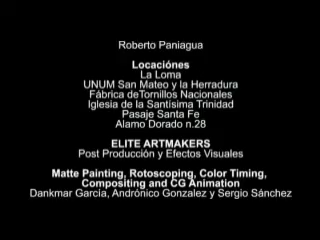 Roberto Paniagua
Locaciónes
La Loma
UNUM San Mateo y la Herradura
Fábrica deTornillos Nacionales
Iglesia de la Santísima Trinidad
Pasaje Santa Fe
Alamo Dorado n.28
ELITE ARTMAKERS
Post Producción y Efectos Visuales
Matte Painting, Rotoscoping, Color Timing,
Compositing and CG Animation
Dankmar García, Andrónico Gonzalez y Sergio Sánchez